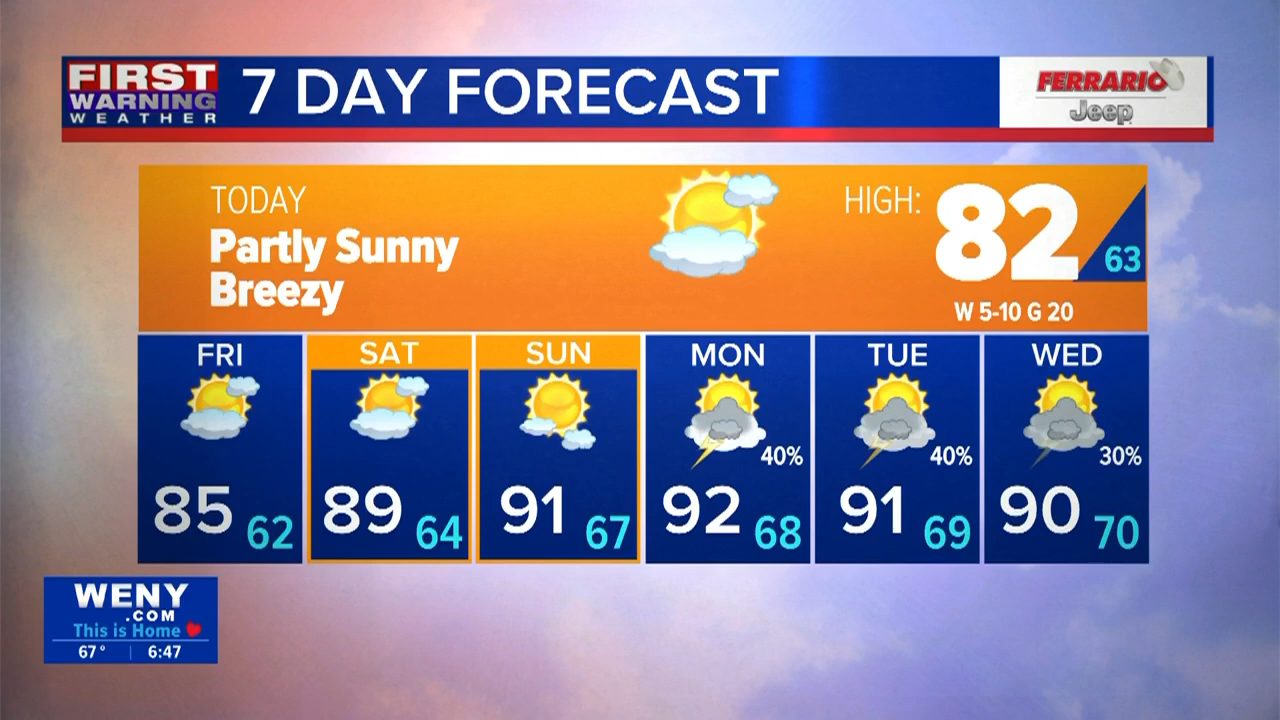 FIRST
WARNING
WEATHER
7 DAY FORECAST
FERRARIO
Jeep
TODAY
Partly Sunny
Breezy
HIGH:
82
63
W 5-10 G 20
FRI
85 62
SAT
89 64
SUN
91 67
MON
40%
92 68
TUE
40%
91 69
WED
30%
90 70
WENY
.COM
This is Home
67° | 6:47